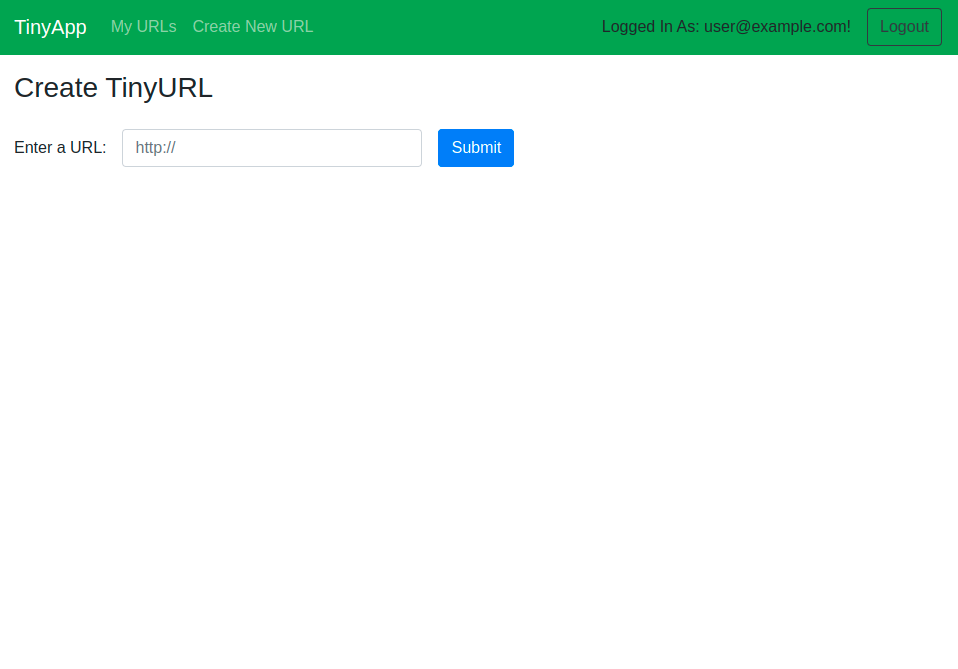 TinyApp My URLs Create New URL Logged In As: user@example.com! Logout
Create TinyURL
Enter a URL: http:// Submit